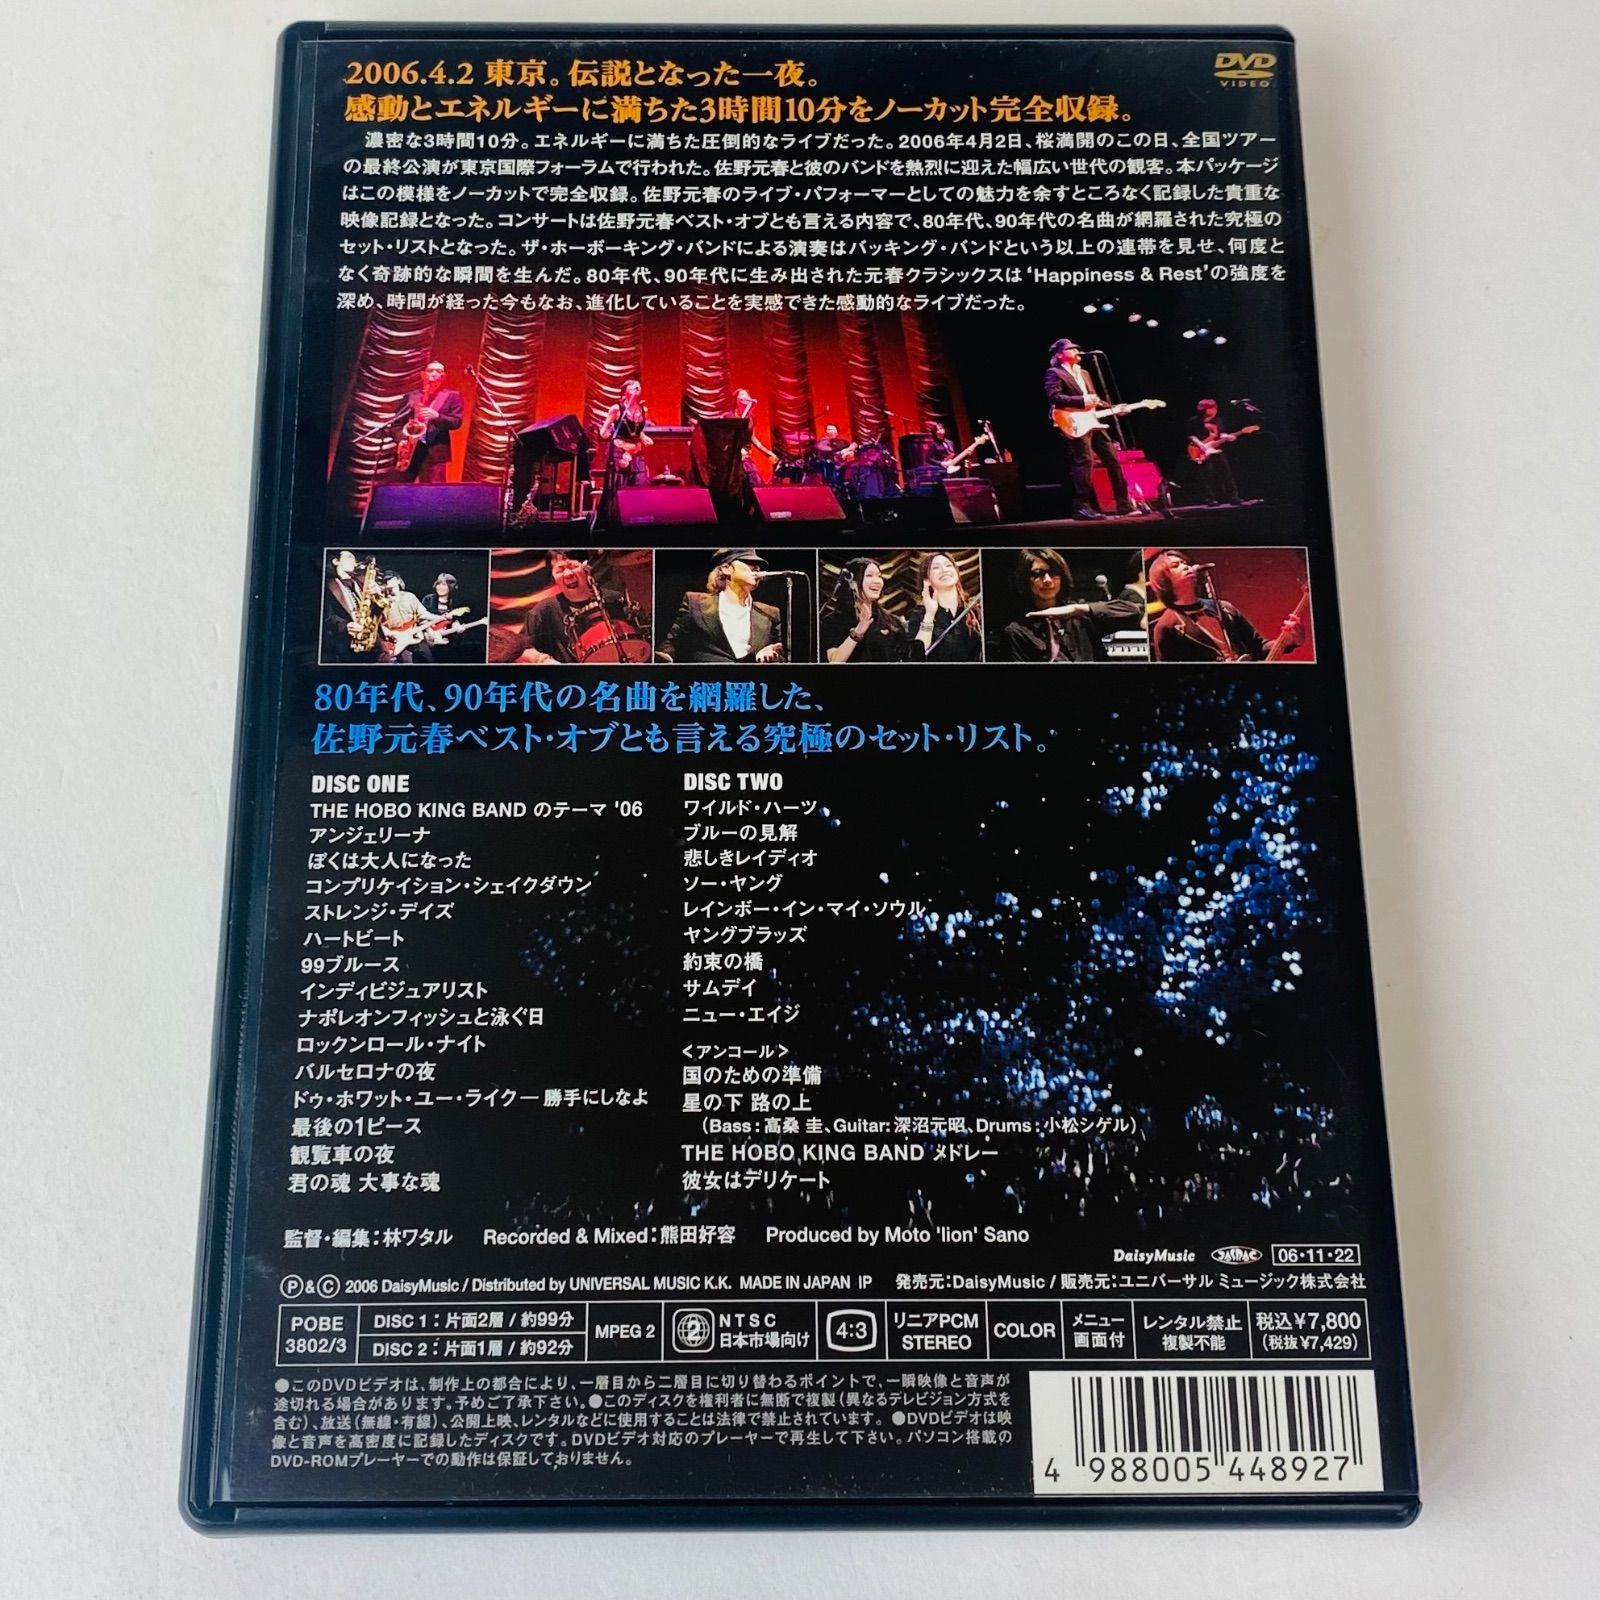 2006.4.2 東京。伝説となった一夜。
感動とエネルギーに満ちた3時間10分をノーカット完全収録。
DVD
VIDEO
濃密な3時間10分。エネルギーに満ちた圧倒的なライブだった。2006年4月2日、桜満開のこの日、全国ツアー
の最終公演が東京国際フォーラムで行われた。佐野元春と彼のバンドを熱烈に迎えた幅広い世代の観客。本パッケージ
はこの模様をノーカットで完全収録。佐野元春のライブ・パフォーマーとしての魅力を余すところなく記録した貴重な
映像記録となった。コンサートは佐野元春ベスト・オブとも言える内容で、80年代、90年代の名曲が網羅された究極の
セット・リストとなった。ザ・ホーボーキング・バンドによる演奏はバッキング・バンドという以上の連帯を見せ、何度と
なく奇跡的な瞬間を生んだ。80年代、90年代に生み出された元春クラシックスは‘Happiness & Rest’の強度を
深め、時間が経った今もなお、進化していることを実感できた感動的なライブだった。
80年代、90年代の名曲を網羅した、
佐野元春ベスト・オブとも言える究極のセット・リスト。
DISC ONE
THE HOBO KING BAND のテーマ '06
アンジェリーナ
ぼくは大人になった
コンプリケイション・シェイクダウン
ストレンジ・デイズ
ハートビート
99ブルース
インディビジュアリスト
ナポレオンフィッシュと泳ぐ日
ロックンロール・ナイト
バルセロナの夜
ドゥ・ホワット・ユー・ライク — 勝手にしなよ
最後の1ピース
観覧車の夜
君の魂 大事な魂
DISC TWO
ワイルド・ハーツ
ブルーの見解
悲しきレイディオ
ソー・ヤング
レインボー・イン・マイ・ソウル
ヤングブラッズ
約束の橋
サムデイ
ニュー・エイジ
<アンコール>
国のための準備
星の下 路の上
(Bass : 髙桑 圭、Guitar: 深沼元昭、Drums : 小松シゲル)
THE HOBO KING BAND メドレー
彼女はデリケート
監督・編集：林ワタル Recorded & Mixed：熊田好容 Produced by Moto 'lion' Sano
DaisyMusic JASRAC 06・11・22
Ⓟ&Ⓒ 2006 DaisyMusic / Distributed by UNIVERSAL MUSIC K.K. MADE IN JAPAN IP 発売元：DaisyMusic / 販売元：ユニバーサル ミュージック株式会社
POBE
3802/3
DISC 1：片面2層 / 約99分
DISC 2：片面1層 / 約92分
MPEG 2
2
NTSC
日本市場向け
4:3
リニアPCM
STEREO
COLOR
メニュー
画面付
レンタル禁止
複製不能
税込￥7,800
(税抜￥7,429)
●このDVDビデオは、制作上の都合により、一層目から二層目に切り替わるポイントで、一瞬映像と音声が
途切れる場合があります。予めご了承下さい。●このディスクを権利者に無断で複製（異なるテレビジョン方式を
含む）、放送（無線・有線）、公開上映、レンタルなどに使用することは法律で禁止されています。●DVDビデオは映
像と音声を高密度に記録したディスクです。DVDビデオ対応のプレーヤーで再生して下さい。パソコン搭載の
DVD-ROMプレーヤーでの動作は保証しておりません。
4 988005 448927